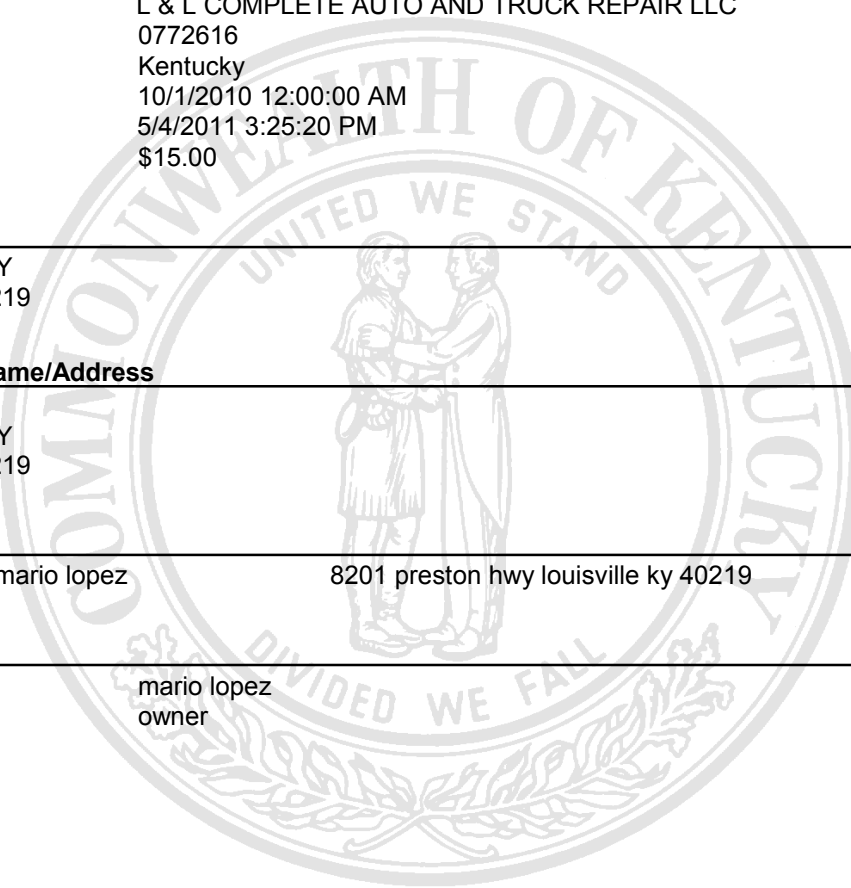 L & L COMPLETE AUTO AND TRUCK REPAIR LLC
0772616
Kentucky
10/1/2010 12:00:00 AM
5/4/2011 3:25:20 PM
$15.00
COMMONWEALTH OF KENTUCKY
UNITED WE STAND
Y
219
ame/Address
Y
219
mario lopez 8201 preston hwy louisville ky 40219
DIVIDED WE FALL
mario lopez
owner